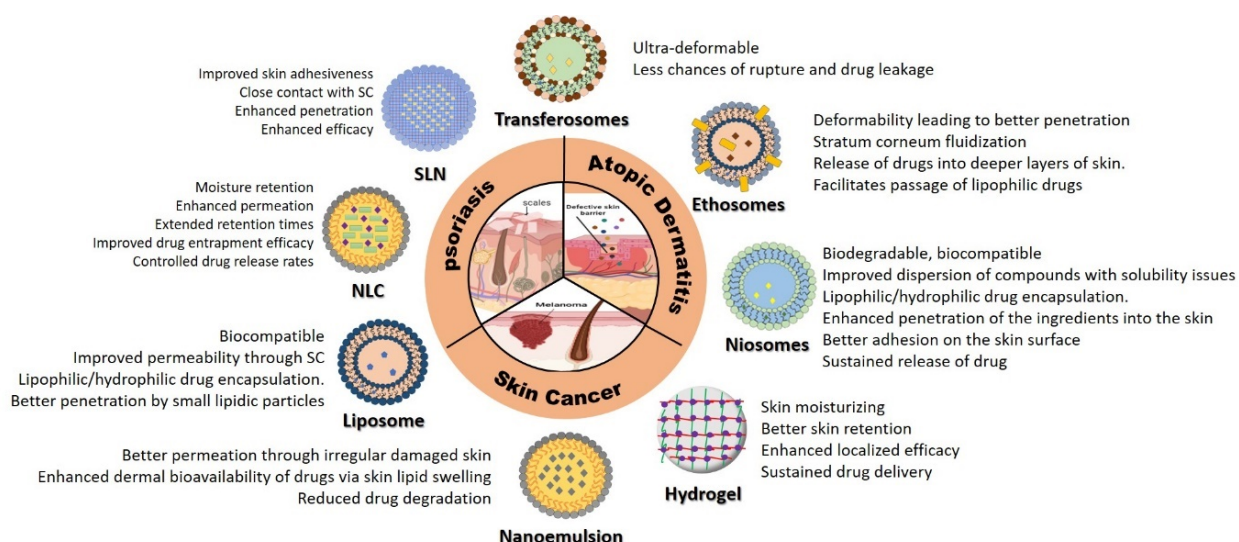 Ultra-deformable
Less chances of rupture and drug leakage
Transferosomes
Improved skin adhesiveness
Close contact with SC
Enhanced penetration
Enhanced efficacy
SLN
Deformability leading to better penetration
Stratum corneum fluidization
Release of drugs into deeper layers of skin.
Facilitates passage of lipophilic drugs
Ethosomes
Moisture retention
Enhanced permeation
Extended retention times
Improved drug entrapment efficacy
Controlled drug release rates
NLC
psoriasis
Atopic Dermatitis
Skin Cancer
scales
Defective skin
barrier
Melanoma
Biodegradable, biocompatible
Improved dispersion of compounds with solubility issues
Lipophilic/hydrophilic drug encapsulation.
Enhanced penetration of the ingredients into the skin
Better adhesion on the skin surface
Sustained release of drug
Niosomes
Biocompatible
Improved permeability through SC
Lipophilic/hydrophilic drug encapsulation.
Better penetration by small lipidic particles
Liposome
Skin moisturizing
Better skin retention
Enhanced localized efficacy
Sustained drug delivery
Hydrogel
Better permeation through irregular damaged skin
Enhanced dermal bioavailability of drugs via skin lipid swelling
Reduced drug degradation
Nanoemulsion